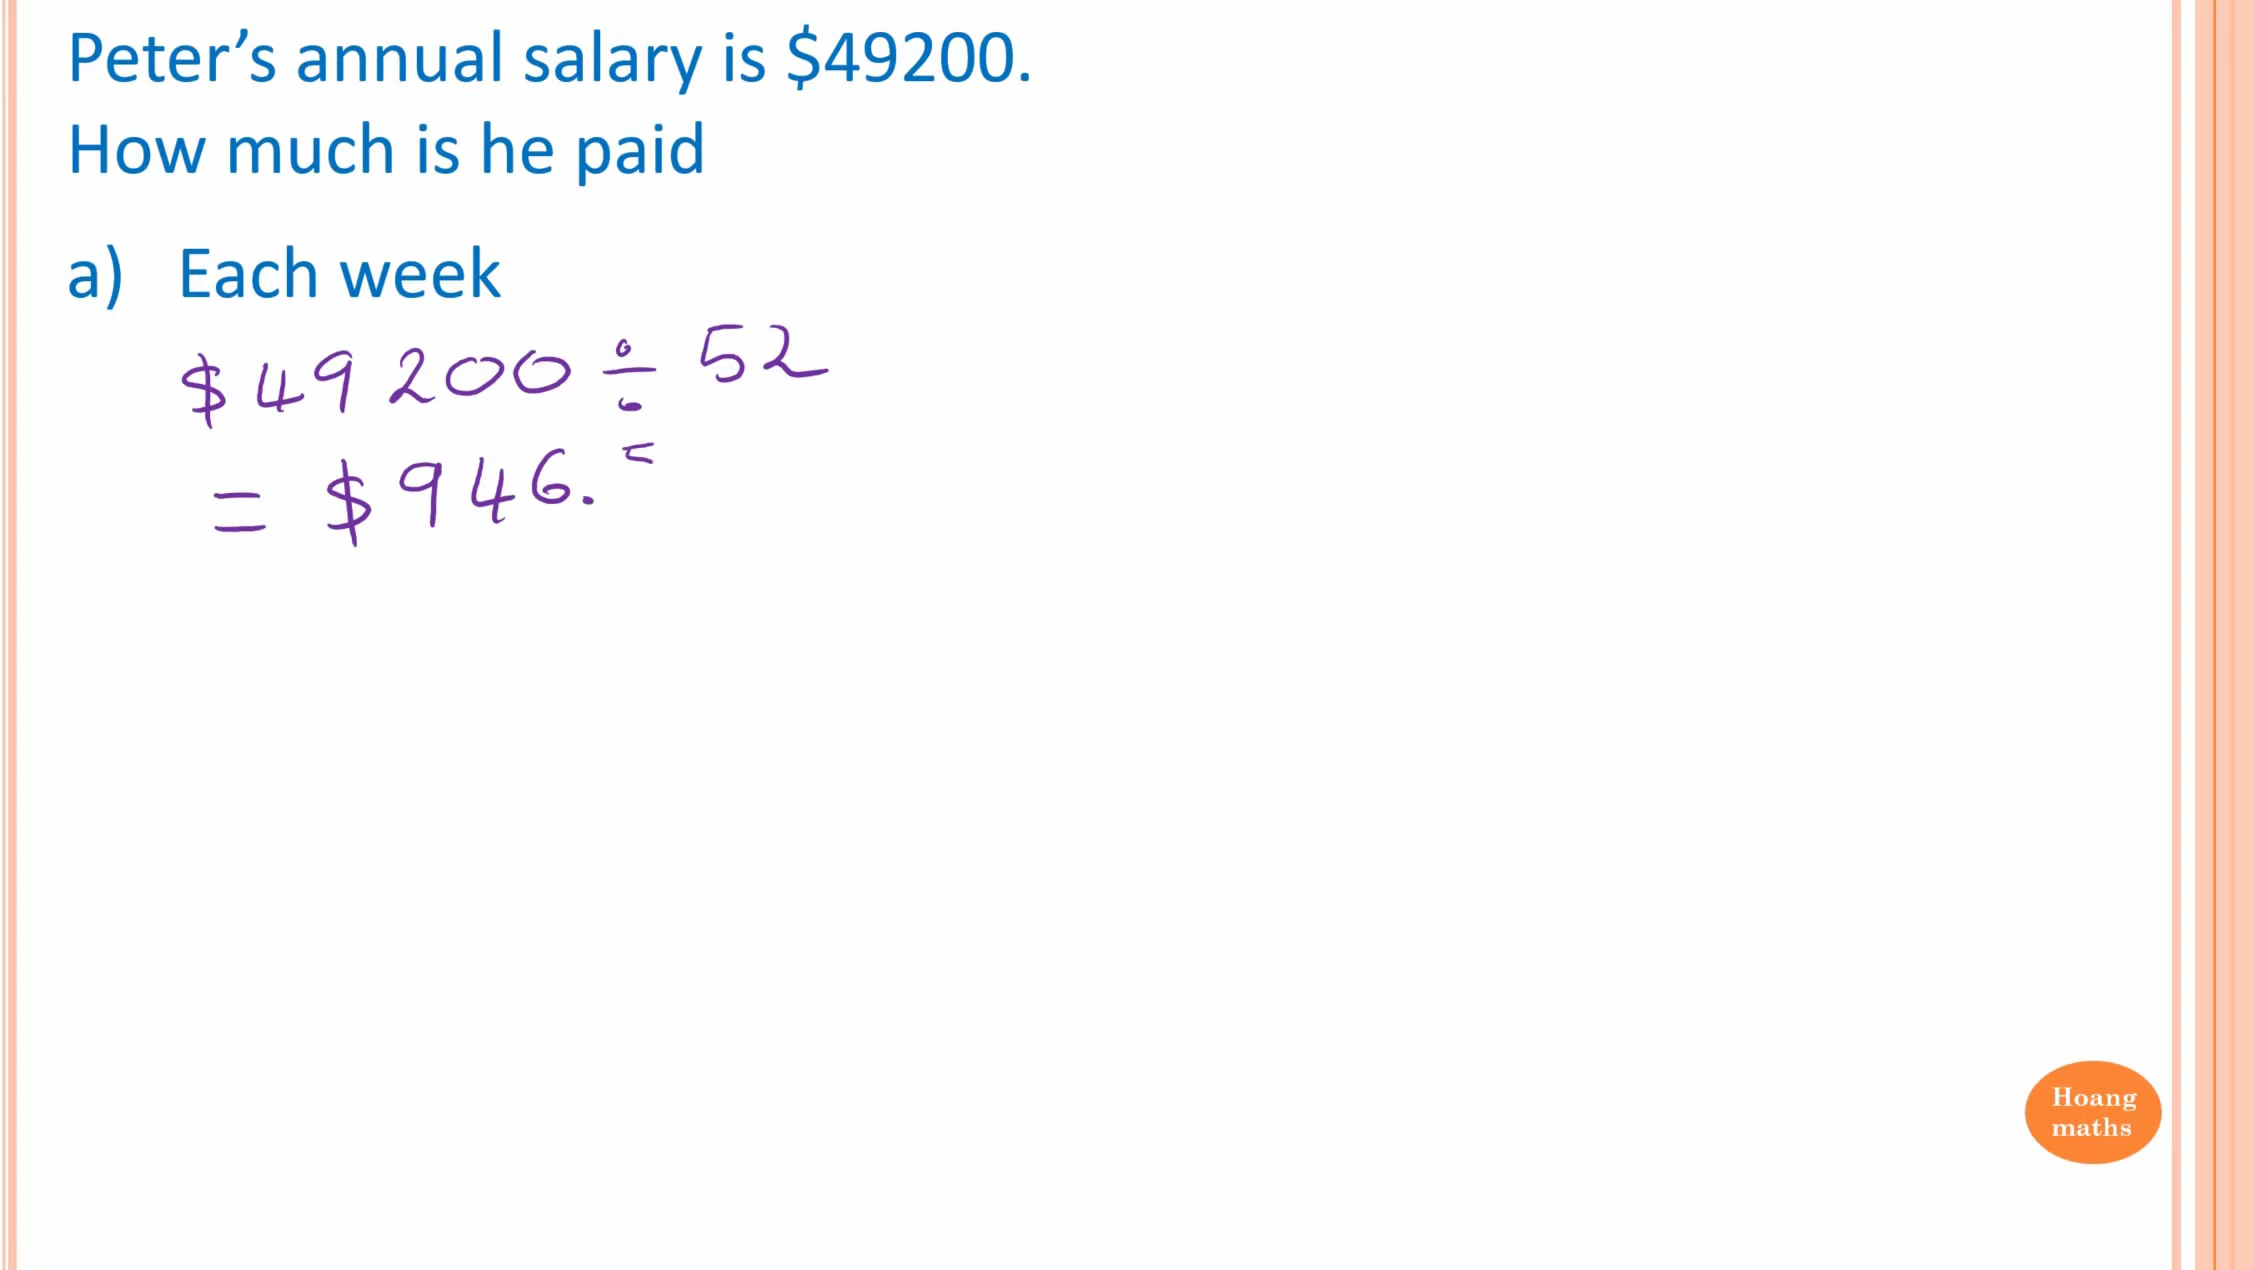 Peter’s annual salary is $49200.
How much is he paid
a) Each week
$49200 ÷ 52
= $946.
Hoang
maths